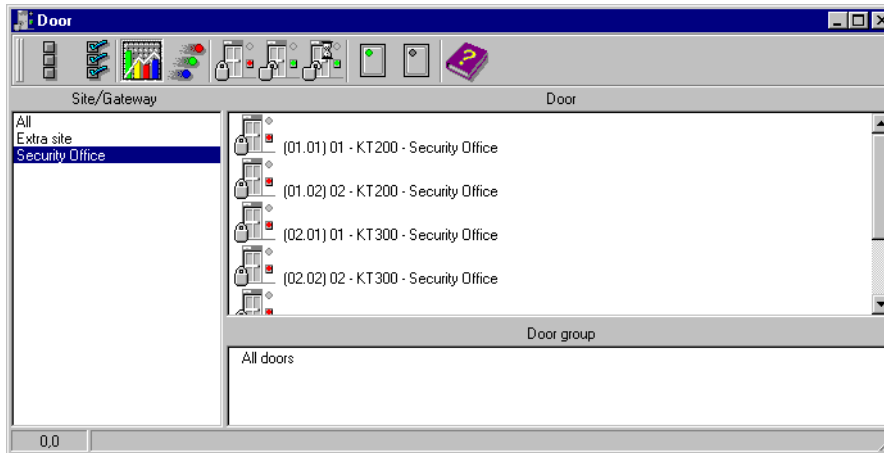 Door
Site/Gateway
Door
All
Extra site
Security Office
(01.01) 01 - KT200 - Security Office
(01.02) 02 - KT200 - Security Office
(02.01) 01 - KT300 - Security Office
(02.02) 02 - KT300 - Security Office
Door group
All doors
0,0